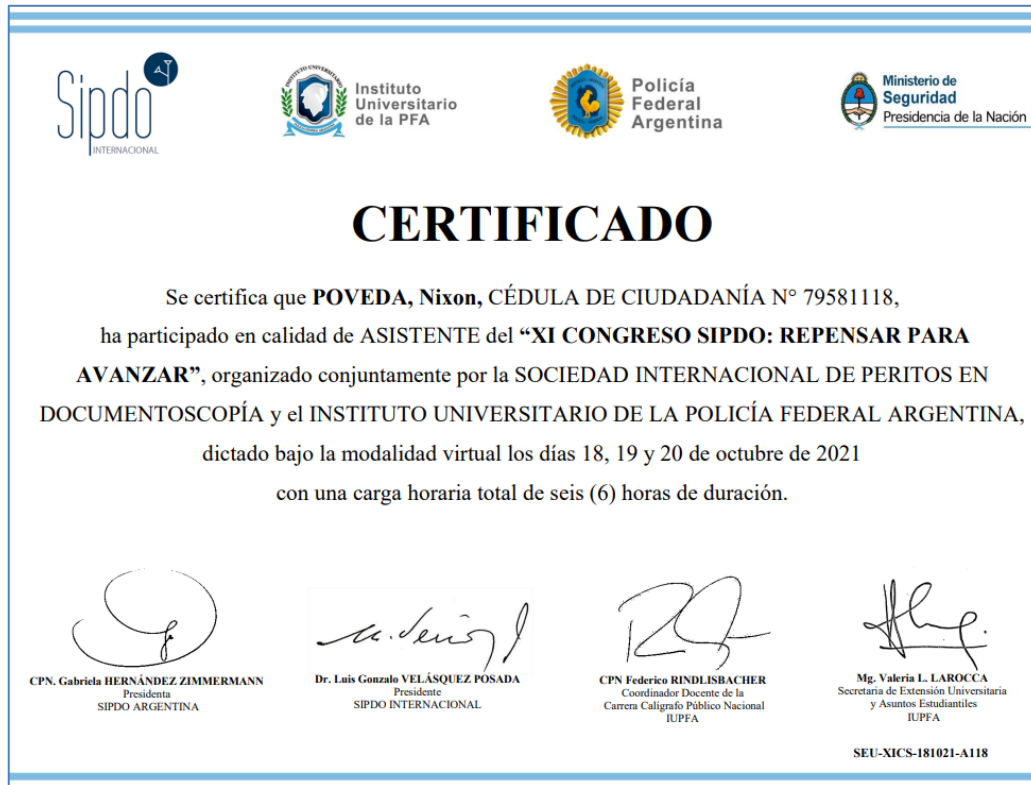 Sipdo
INTERNACIONAL
INSTITUTO UNIVERSITARIO
Instituto
Universitario
de la PFA
Policía
Federal
Argentina
Ministerio de
Seguridad
Presidencia de la Nación
CERTIFICADO
Se certifica que POVEDA, Nixon, CÉDULA DE CIUDADANÍA N° 79581118,
ha participado en calidad de ASISTENTE del “XI CONGRESO SIPDO: REPENSAR PARA
AVANZAR”, organizado conjuntamente por la SOCIEDAD INTERNACIONAL DE PERITOS EN
DOCUMENTOSCOPÍA y el INSTITUTO UNIVERSITARIO DE LA POLICÍA FEDERAL ARGENTINA,
dictado bajo la modalidad virtual los días 18, 19 y 20 de octubre de 2021
con una carga horaria total de seis (6) horas de duración.
CPN. Gabriela HERNÁNDEZ ZIMMERMANN
Presidenta
SIPDO ARGENTINA
Dr. Luis Gonzalo VELÁSQUEZ POSADA
Presidente
SIPDO INTERNACIONAL
CPN Federico RINDLISBACHER
Coordinador Docente de la
Carrera Calígrafo Público Nacional
IUPFA
Mg. Valeria L. LAROCCA
Secretaria de Extensión Universitaria
y Asuntos Estudiantiles
IUPFA
SEU-XICS-181021-A118